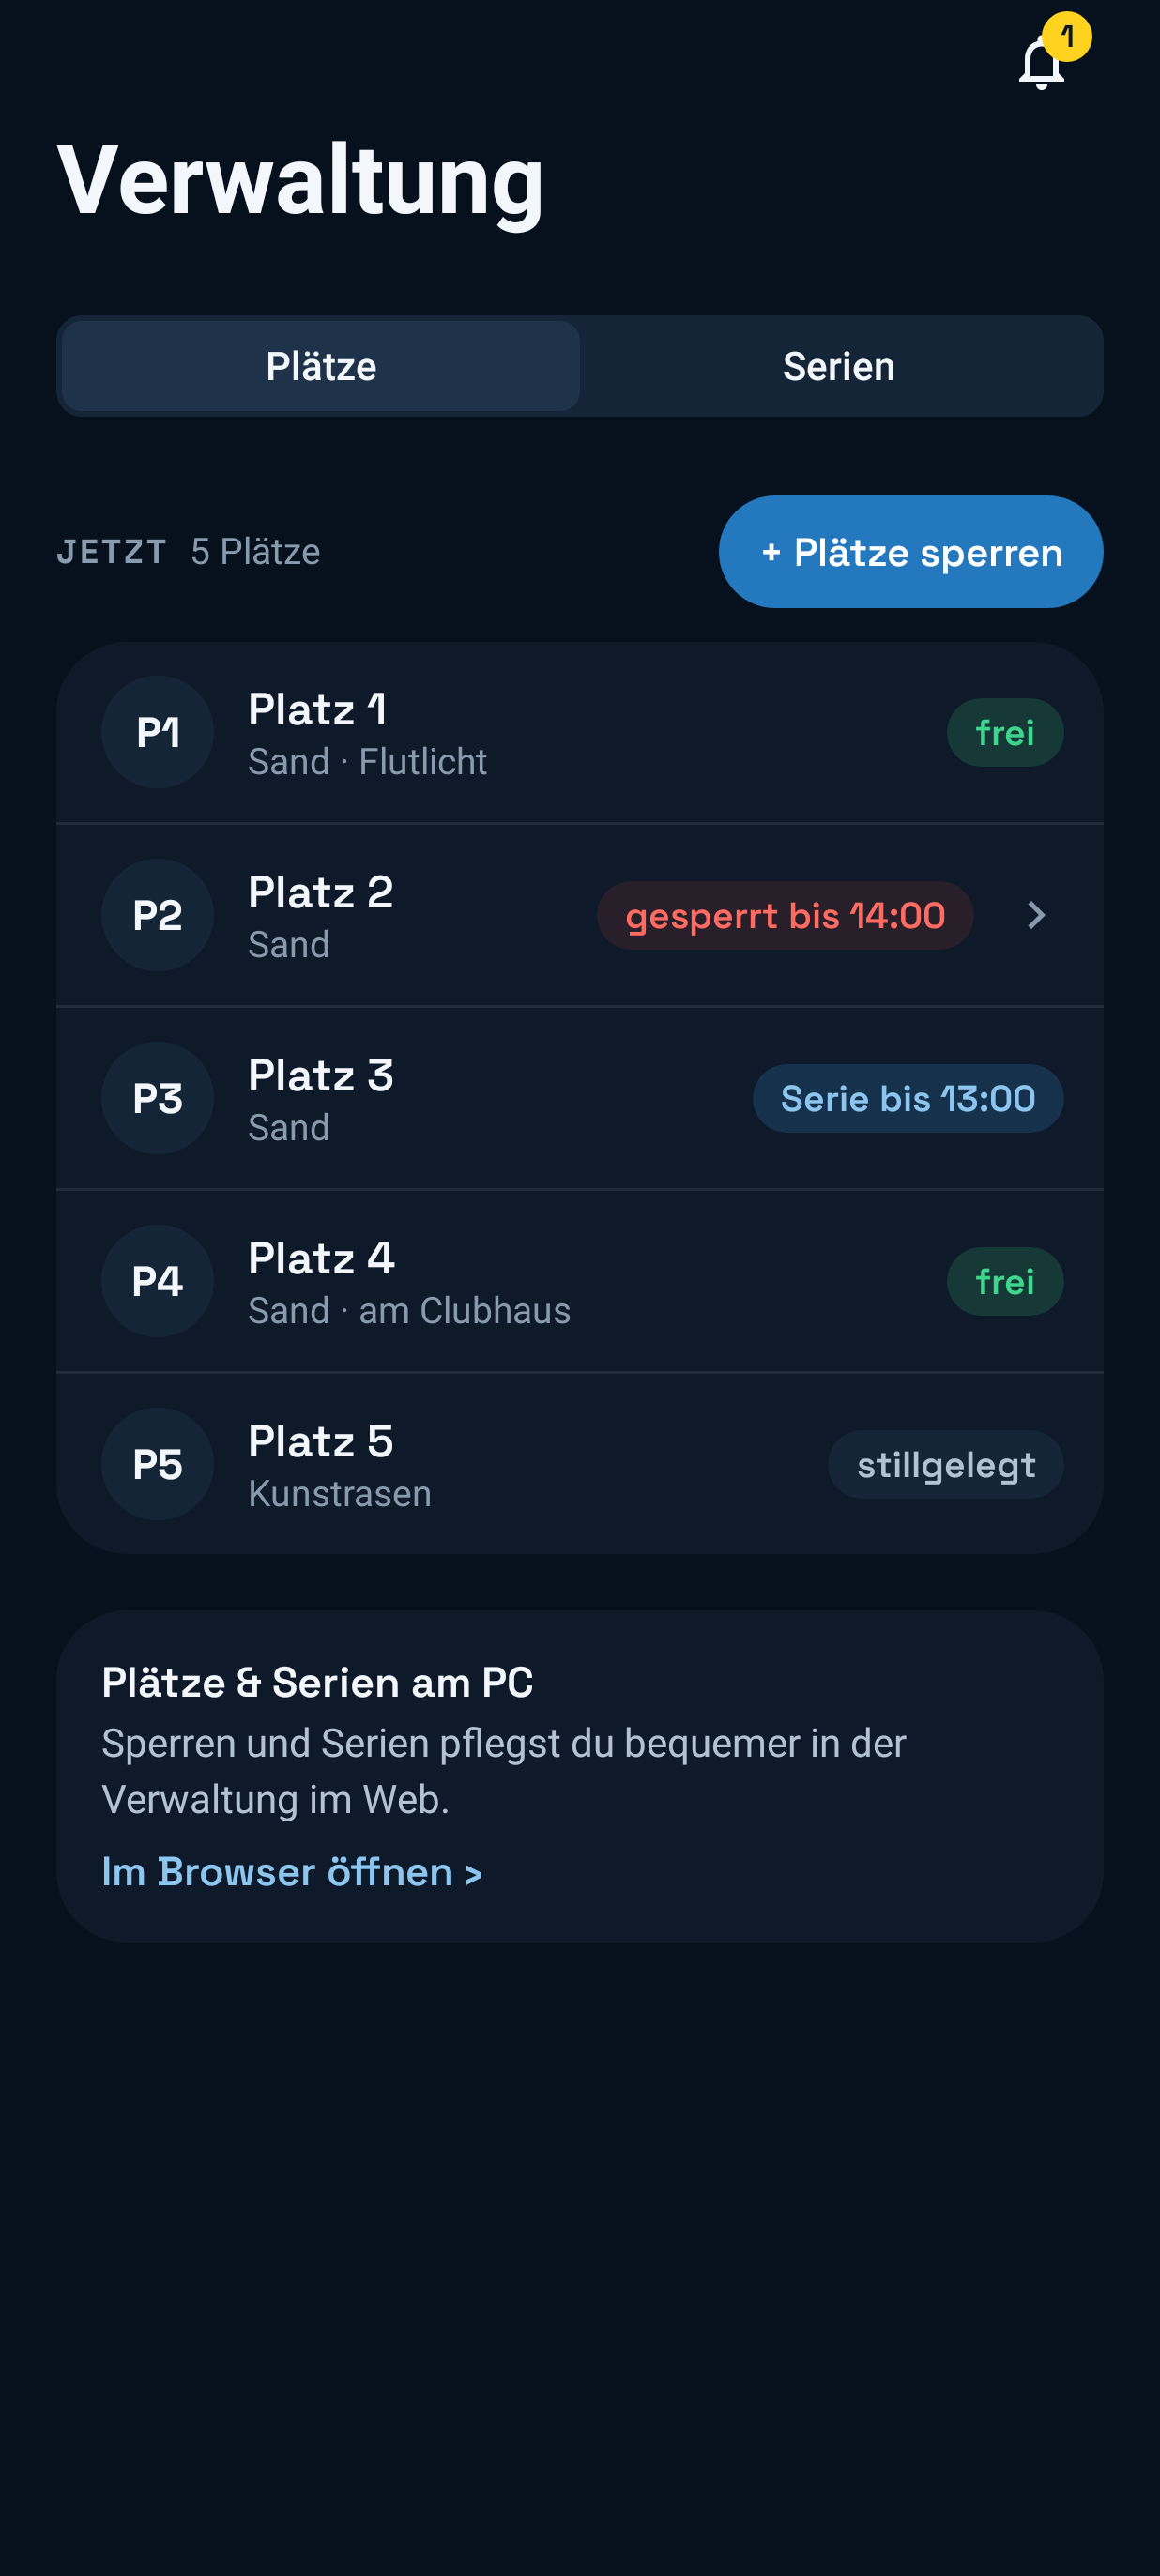 1
Verwaltung
Plätze
Serien
JETZT 5 Plätze
+ Plätze sperren
P1
Platz 1
Sand · Flutlicht
frei
P2
Platz 2
Sand
gesperrt bis 14:00
P3
Platz 3
Sand
Serie bis 13:00
P4
Platz 4
Sand · am Clubhaus
frei
P5
Platz 5
Kunstrasen
stillgelegt
Plätze & Serien am PC
Sperren und Serien pflegst du bequemer in der
Verwaltung im Web.
Im Browser öffnen >